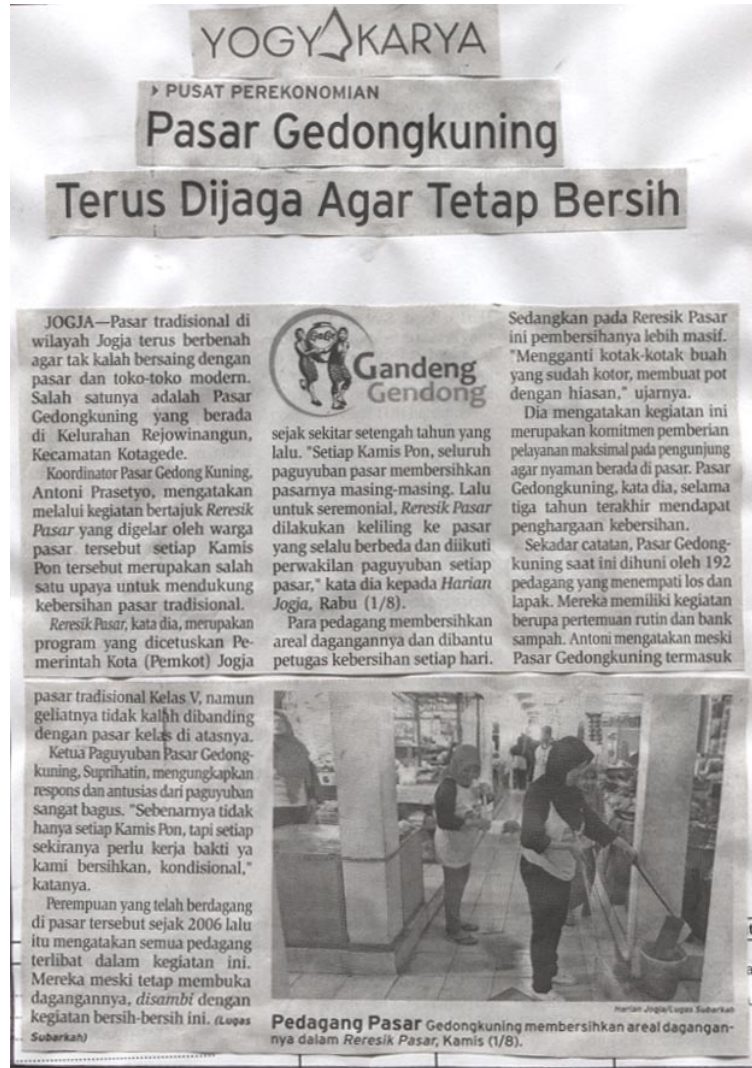 YOGYAKARYA
PUSAT PEREKONOMIAN
Pasar Gedongkuning
Terus Dijaga Agar Tetap Bersih
JOGJA—Pasar tradisional di
wilayah Jogja terus berbenah
agar tak kalah bersaing dengan
pasar dan toko-toko modern.
Salah satunya adalah Pasar
Gedongkuning yang berada
di Kelurahan Rejowinangun,
Kecamatan Kotagede.
Koordinator Pasar Gedong Kuning,
Antoni Prasetyo, mengatakan
melalui kegiatan bertajuk Reresik
Pasar yang digelar oleh warga
pasar tersebut setiap Kamis
Pon tersebut merupakan salah
satu upaya untuk mendukung
kebersihan pasar tradisional.
Reresik Pasar, kata dia, merupakan
program yang dicetuskan Pe-
merintah Kota (Pemkot) Jogja
GaGe
Gandeng
Gendong
sejak sekitar setengah tahun yang
lalu. "Setiap Kamis Pon, seluruh
paguyuban pasar membersihkan
pasarnya masing-masing. Lalu
untuk seremonial, Reresik Pasar
dilakukan keliling ke pasar
yang selalu berbeda dan diikuti
perwakilan paguyuban setiap
pasar," kata dia kepada Harian
Jogja, Rabu (1/8).
Para pedagang membersihkan
areal dagangannya dan dibantu
petugas kebersihan setiap hari.
Sedangkan pada Reresik Pasar
ini pembersihanya lebih masif.
"Mengganti kotak-kotak buah
yang sudah kotor, membuat pot
dengan hiasan," ujarnya.
Dia mengatakan kegiatan ini
merupakan komitmen pemberian
pelayanan maksimal pada pengunjung
agar nyaman berada di pasar. Pasar
Gedongkuning, kata dia, selama
tiga tahun terakhir mendapat
penghargaan kebersihan.
Sekadar catatan, Pasar Gedong-
kuning saat ini dihuni oleh 192
pedagang yang menempati los dan
lapak. Mereka memiliki kegiatan
berupa pertemuan rutin dan bank
sampah. Antoni mengatakan meski
Pasar Gedongkuning termasuk
pasar tradisional Kelas V, namun
geliatnya tidak kalah dibanding
dengan pasar kelas di atasnya.
Ketua Paguyuban Pasar Gedong-
kuning, Suprihatin, mengungkapkan
respons dan antusias dari paguyuban
sangat bagus. "Sebenarnya tidak
hanya setiap Kamis Pon, tapi setiap
sekiranya perlu kerja bakti ya
kami bersihkan, kondisional,"
katanya.
Perempuan yang telah berdagang
di pasar tersebut sejak 2006 lalu
itu mengatakan semua pedagang
terlibat dalam kegiatan ini.
Mereka meski tetap membuka
dagangannya, disambi dengan
kegiatan bersih-bersih ini. (Lugas
Subarkah)
Harian Jogja/Lugas Subarkah
Pedagang Pasar Gedongkuning membersihkan areal dagangan-
nya dalam Reresik Pasar, Kamis (1/8).